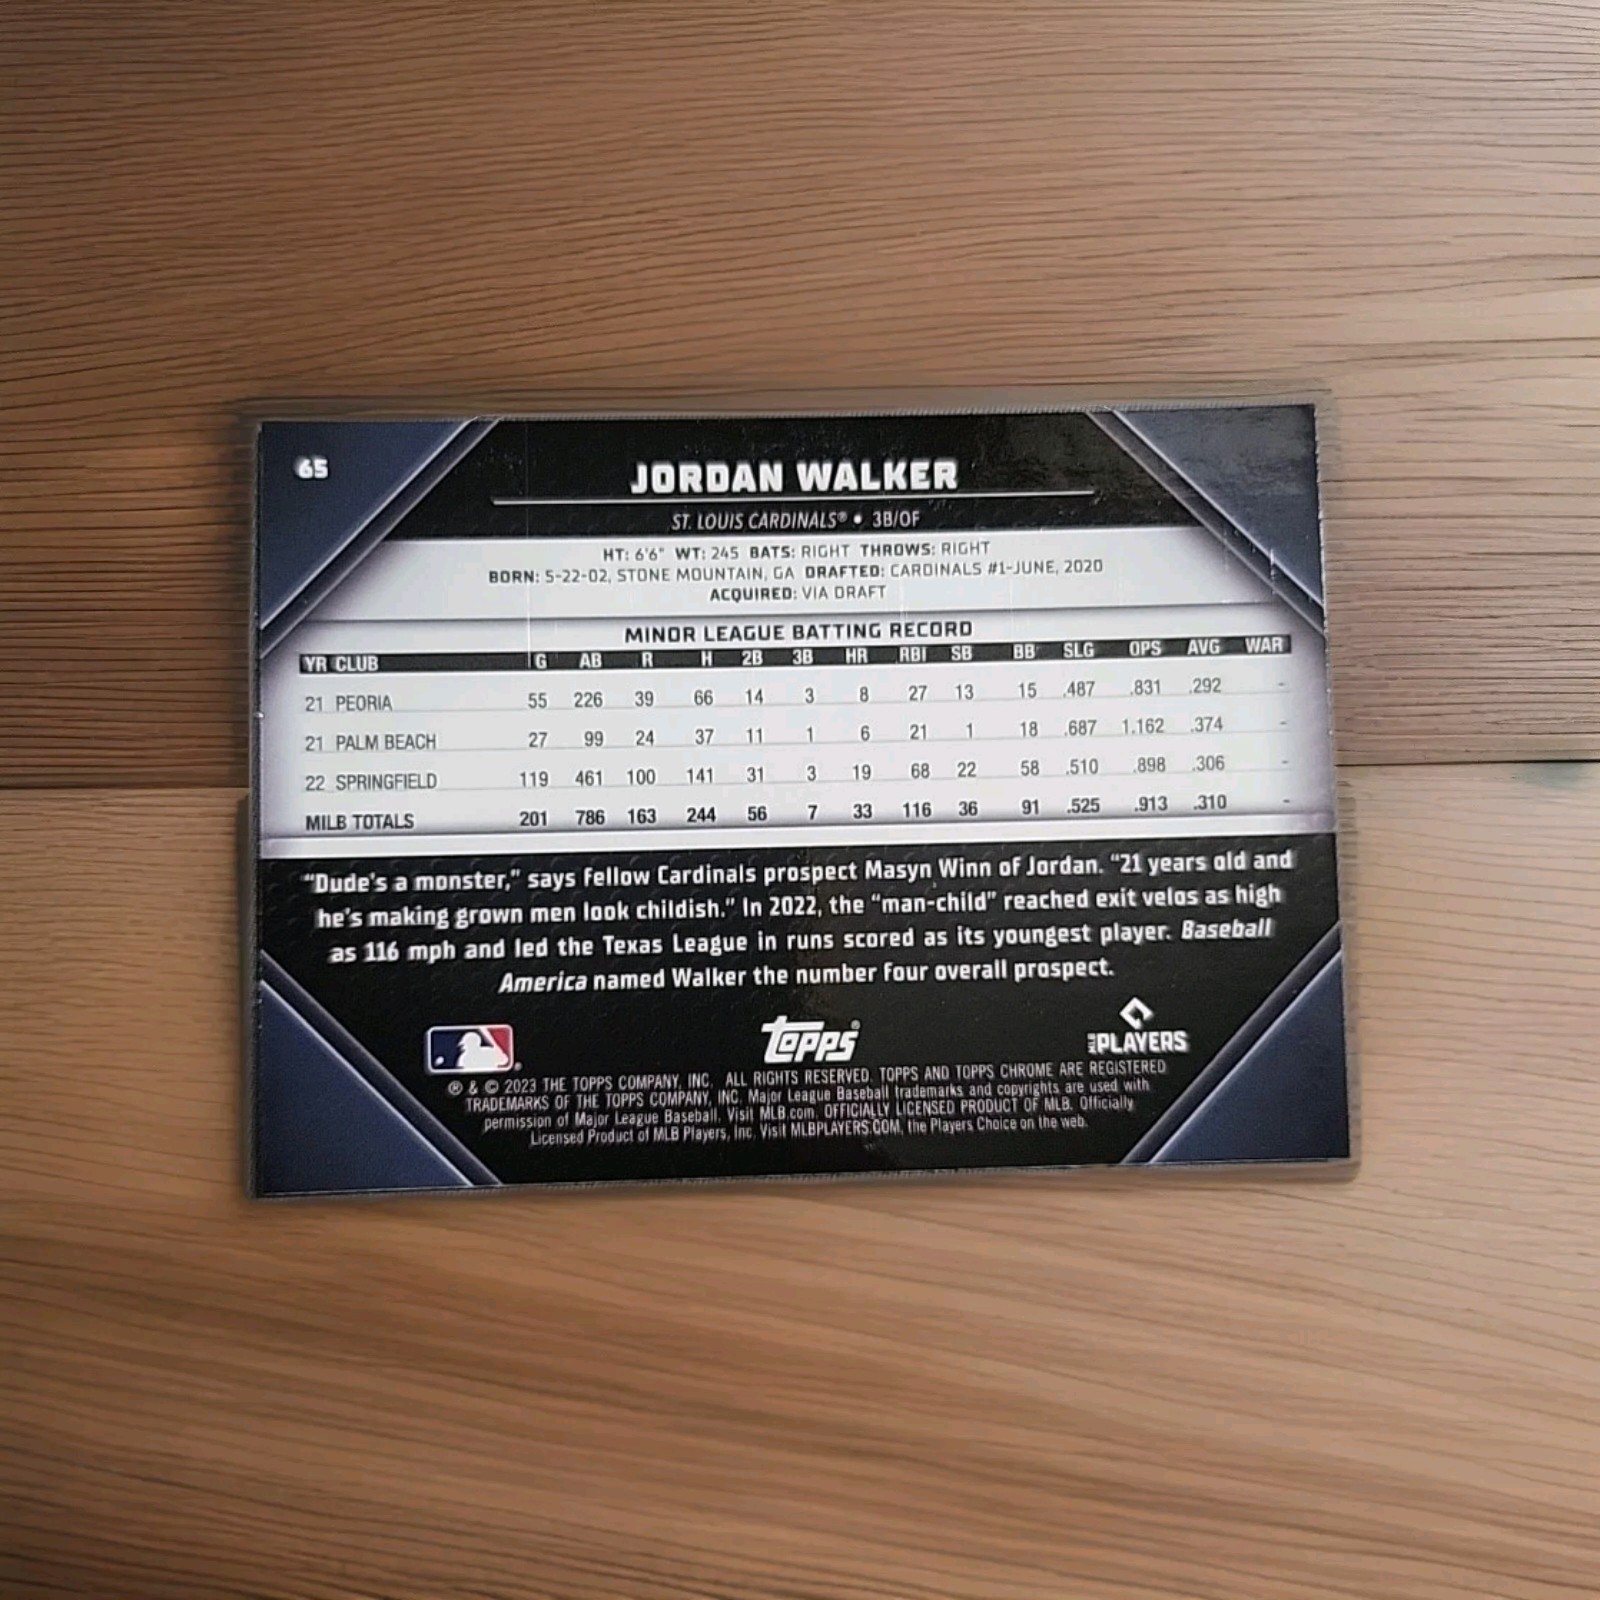 65
JORDAN WALKER
ST. LOUIS CARDINALS® • 3B/OF
HT: 6'6" WT: 245 BATS: RIGHT THROWS: RIGHT
BORN: 5-22-02, STONE MOUNTAIN, GA DRAFTED: CARDINALS #1-JUNE, 2020
ACQUIRED: VIA DRAFT
MINOR LEAGUE BATTING RECORD
YR CLUB G AB R H 2B 3B HR RBI SB BB SLG OPS AVG WAR
21 PEORIA 55 226 39 66 14 3 8 27 13 15 .487 .831 .292 -
21 PALM BEACH 27 99 24 37 11 1 6 21 1 18 .687 1.162 .374 -
22 SPRINGFIELD 119 461 100 141 31 3 19 68 22 58 .510 .898 .306 -
MILB TOTALS 201 786 163 244 56 7 33 116 36 91 .525 .913 .310 -
"Dude's a monster," says fellow Cardinals prospect Masyn Winn of Jordan. "21 years old and
he's making grown men look childish." In 2022, the "man-child" reached exit velos as high
as 116 mph and led the Texas League in runs scored as its youngest player. Baseball
America named Walker the number four overall prospect.
Topps®
MLB PLAYERS
® & © 2023 THE TOPPS COMPANY, INC. ALL RIGHTS RESERVED. TOPPS AND TOPPS CHROME ARE REGISTERED
TRADEMARKS OF THE TOPPS COMPANY, INC. Major League Baseball trademarks and copyrights are used with
permission of Major League Baseball. Visit MLB.com. OFFICIALLY LICENSED PRODUCT OF MLB. Officially
Licensed Product of MLB Players, Inc. Visit MLBPLAYERS.COM, the Players Choice on the web.